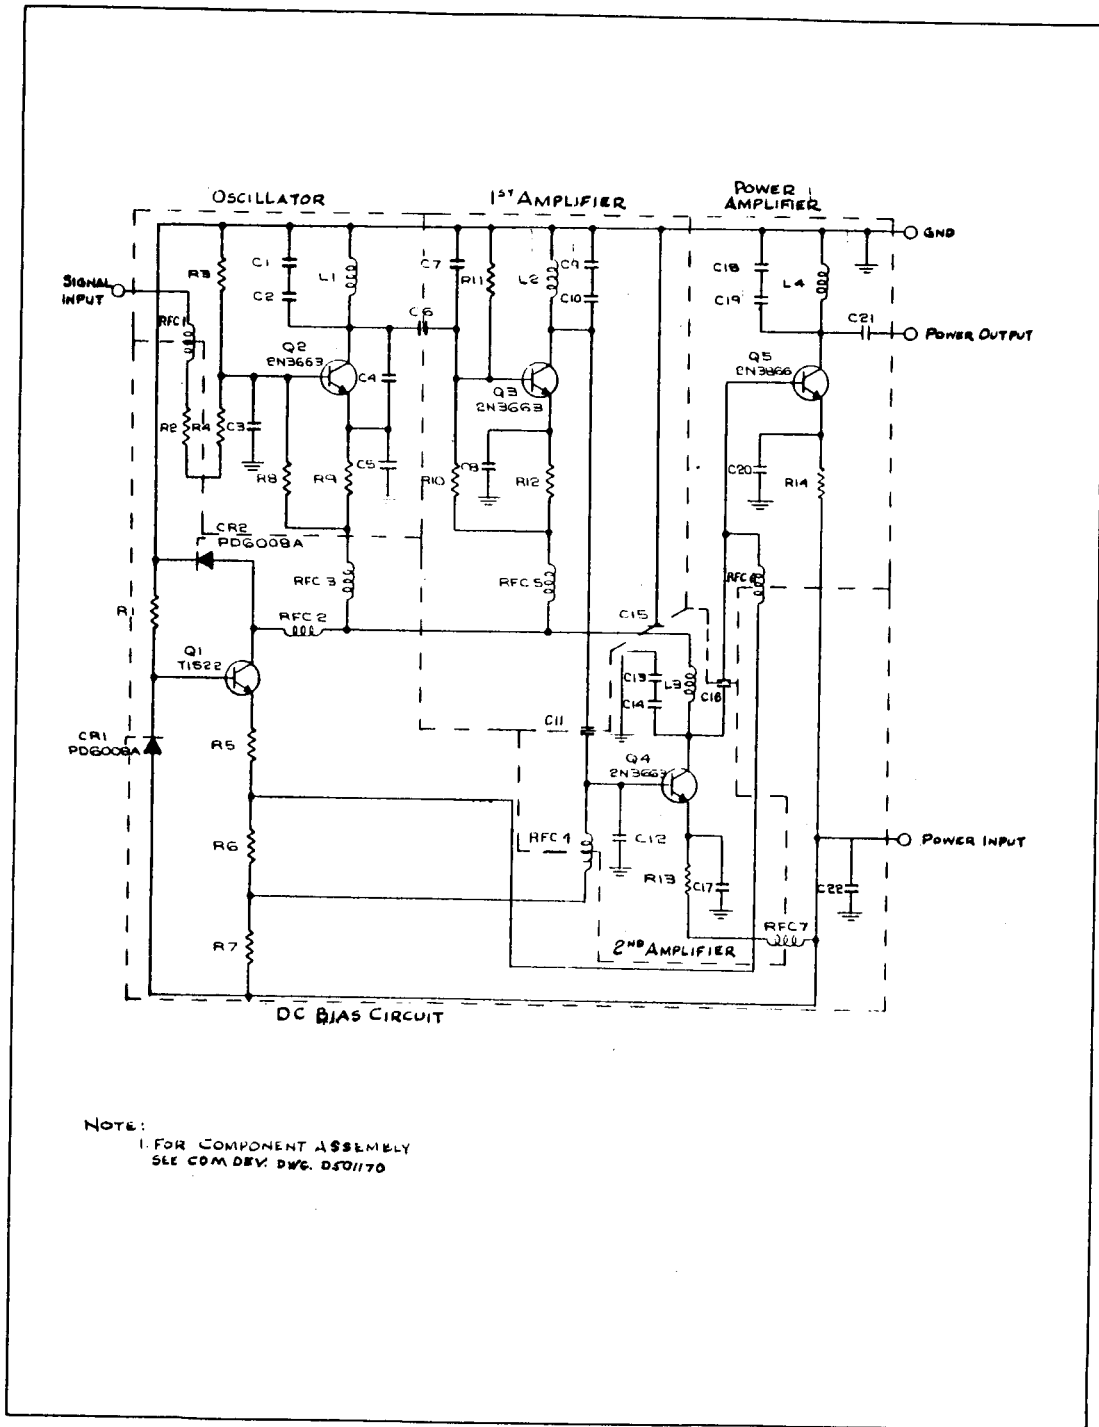 OSCILLATOR
1ST AMPLIFIER
POWER
AMPLIFIER
GND
SIGNAL
INPUT
RFC1
R3
C1
C2
L1
C6
C7
R11
L2
C9
C10
C18
C19
L4
C21
POWER OUTPUT
Q2
2N3663
C4
Q3
2N3663
Q5
2N3866
R2
R4
C3
R8
R9
C5
R10
C8
R12
C20
R14
CR2
PD6008A
RFC 3
RFC 5
RFC6
R1
RFC 2
C15
Q1
T1522
C13
C14
L3
C16
CR1
PD6008A
R5
C11
Q4
2N3663
R6
RFC 4
C12
R13
C17
POWER INPUT
C22
R7
RFC7
2ND AMPLIFIER
DC BIAS CIRCUIT
NOTE:
1. FOR COMPONENT ASSEMBLY
SEE COM DEV. DWG. D501170